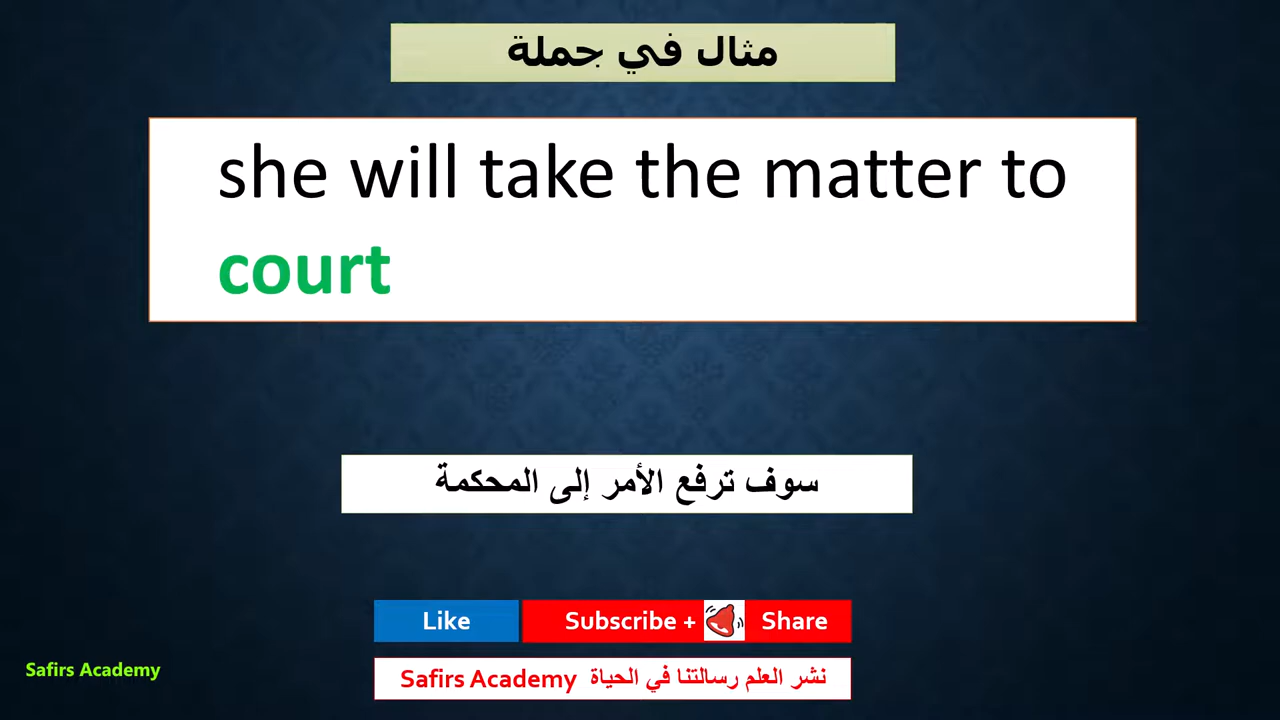 مثال في جملة
she will take the matter to
court
سوف ترفع الأمر إلى المحكمة
Like Subscribe + Share
Safirs Academy نشر العلم رسالتنا في الحياة
Safirs Academy